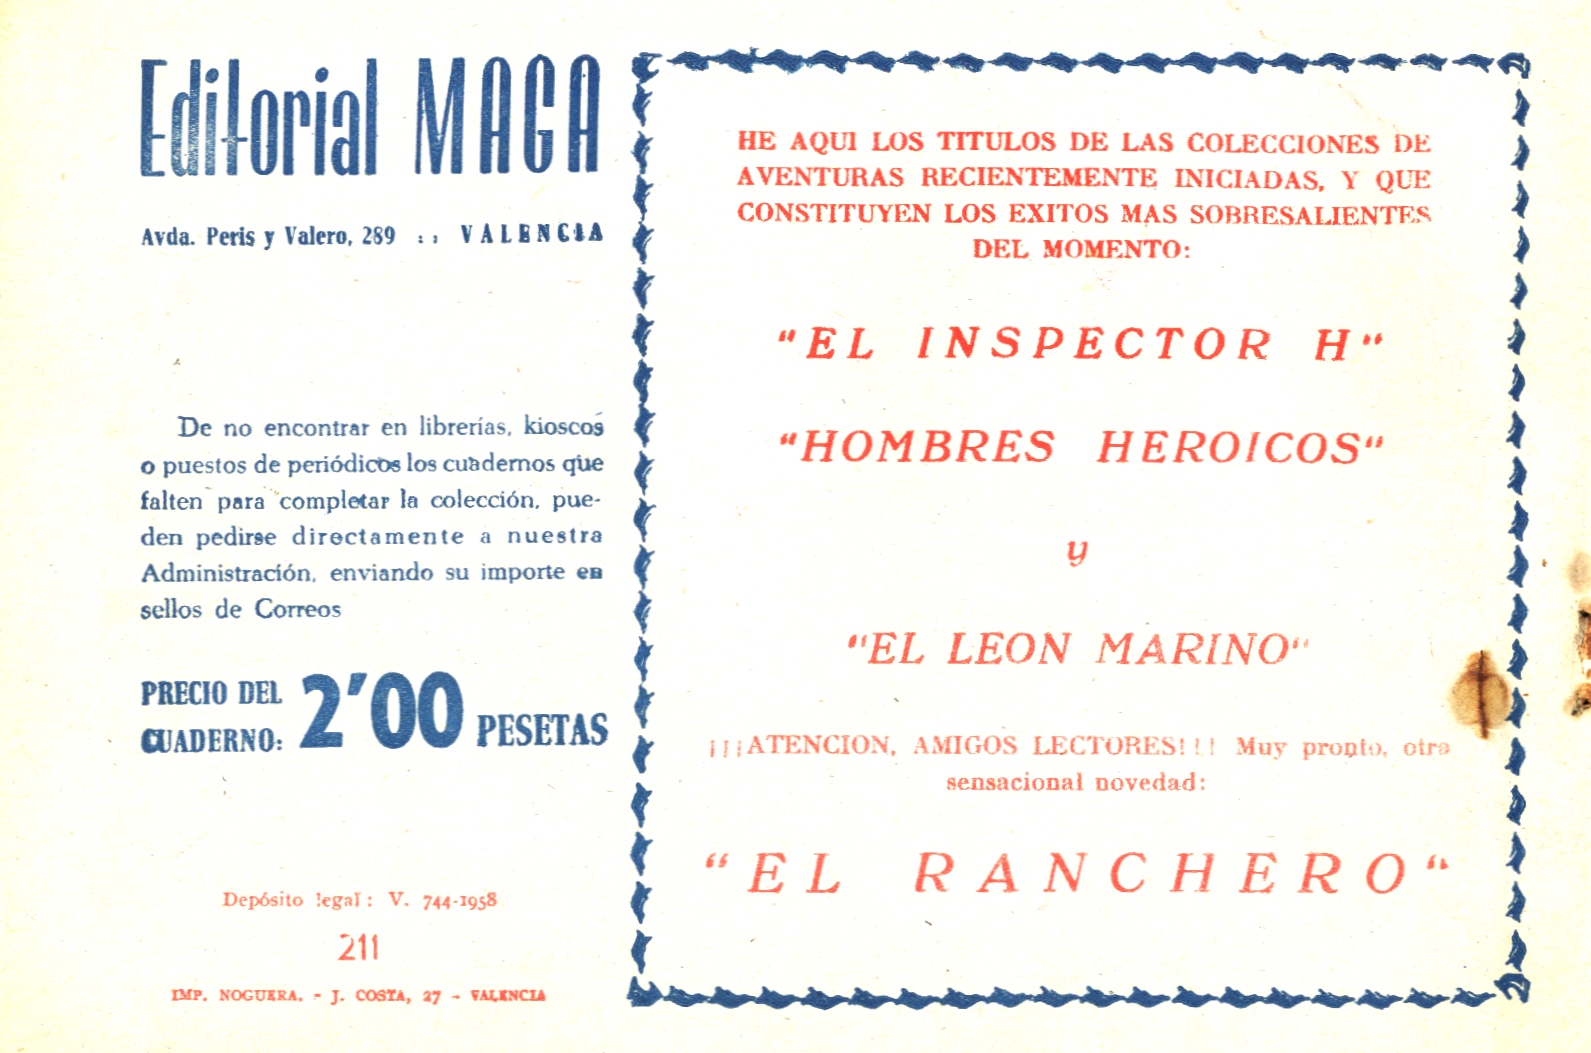 Editorial MAGA
Avda. Peris y Valero, 289 : : VALENCIA
De no encontrar en librerías, kioscos
o puestos de periódicos los cuadernos que
falten para completar la colección, pue-
den pedirse directamente a nuestra
Administración, enviando su importe en
sellos de Correos
PRECIO DEL
CUADERNO: 2'00 PESETAS
Depósito legal: V. 744-1958
211
IMP. NOGUERA. - J. COSTA, 27 - VALENCIA
HE AQUI LOS TITULOS DE LAS COLECCIONES DE
AVENTURAS RECIENTEMENTE INICIADAS, Y QUE
CONSTITUYEN LOS EXITOS MAS SOBRESALIENTES
DEL MOMENTO:
"EL INSPECTOR H"
"HOMBRES HEROICOS"
y
"EL LEON MARINO"
¡¡¡ATENCION, AMIGOS LECTORES!!! Muy pronto, otra
sensacional novedad:
"EL RANCHERO"